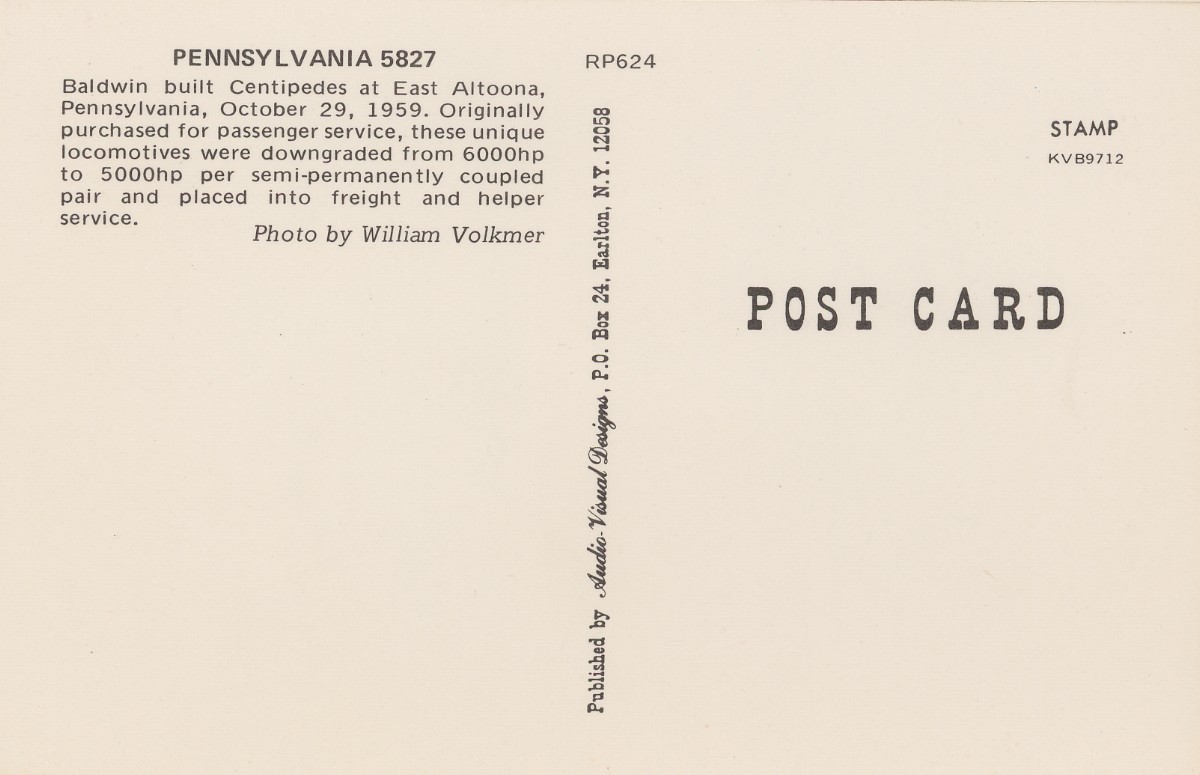 PENNSYLVANIA 5827
Baldwin built Centipedes at East Altoona,
Pennsylvania, October 29, 1959. Originally
purchased for passenger service, these unique
locomotives were downgraded from 6000hp
to 5000hp per semi-permanently coupled
pair and placed into freight and helper
service.
Photo by William Volkmer
RP624
Published by Audio-Visual Designs, P.O. Box 24, Earlton, N.Y. 12058
STAMP
KVB9712
POST CARD